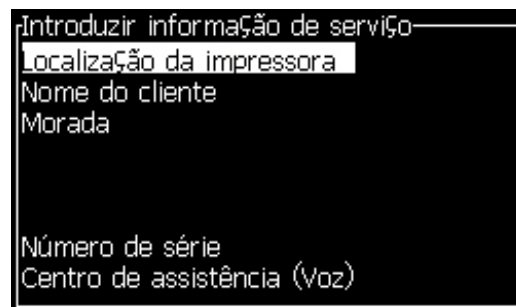 Introduzir informação de serviço
Localização da impressora
Nome do cliente
Morada
Número de série
Centro de assistência (Voz)